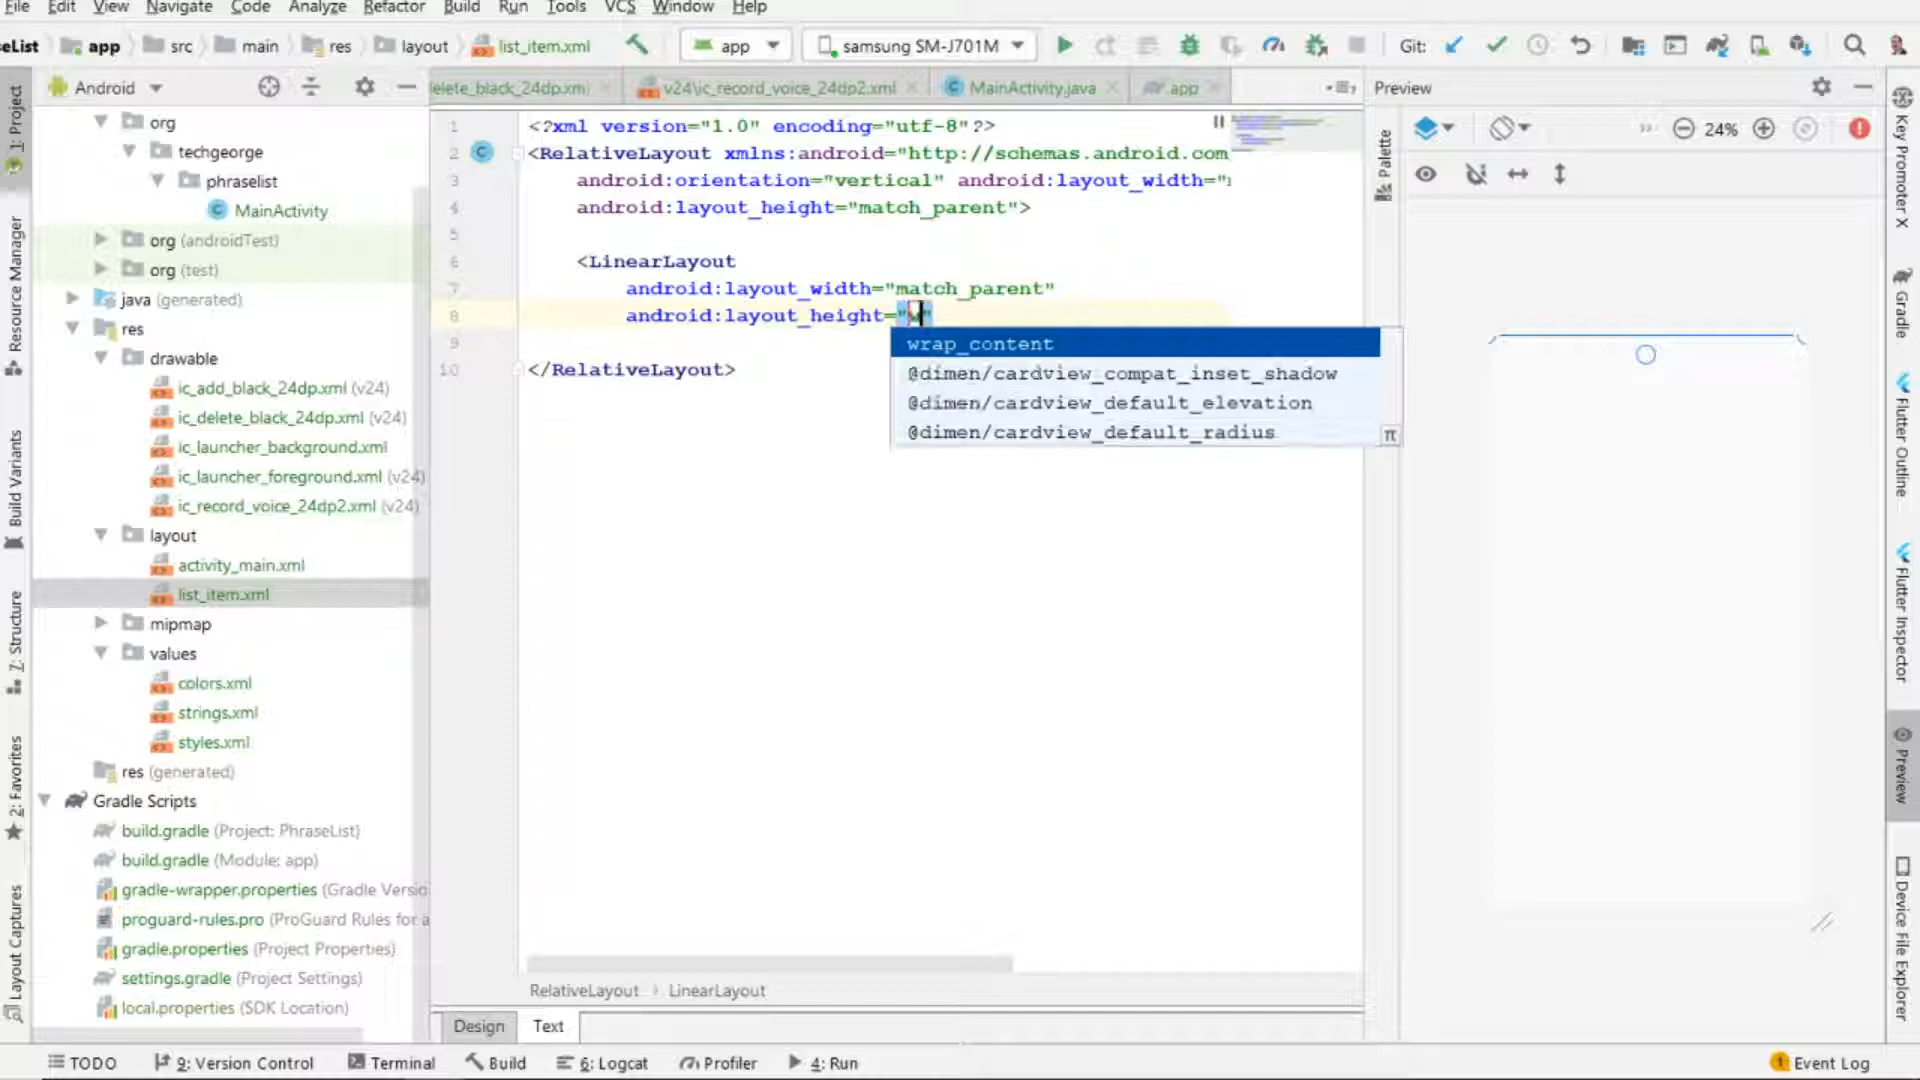 File Edit View Navigate Code Analyze Refactor Build Run Tools VCS Window Help
eList app src main res layout list_item.xml app samsung SM-J701M Git:
Android
elete_black_24dp.xml v24\ic_record_voice_24dp2.xml MainActivity.java app
Preview
1: Project
Resource Manager
Build Variants
7: Structure
2: Favorites
Layout Captures
org
techgeorge
phraselist
MainActivity
org (androidTest)
org (test)
java (generated)
res
drawable
ic_add_black_24dp.xml (v24)
ic_delete_black_24dp.xml (v24)
ic_launcher_background.xml
ic_launcher_foreground.xml (v24)
ic_record_voice_24dp2.xml (v24)
layout
activity_main.xml
list_item.xml
mipmap
values
colors.xml
strings.xml
styles.xml
res (generated)
Gradle Scripts
build.gradle (Project: PhraseList)
build.gradle (Module: app)
gradle-wrapper.properties (Gradle Versio
proguard-rules.pro (ProGuard Rules for a
gradle.properties (Project Properties)
settings.gradle (Project Settings)
local.properties (SDK Location)
1 <?xml version="1.0" encoding="utf-8"?>
2 <RelativeLayout xmlns:android="http://schemas.android.com
3 android:orientation="vertical" android:layout_width="
4 android:layout_height="match_parent">
5
6 <LinearLayout
7 android:layout_width="match_parent"
8 android:layout_height="w"
9
10 </RelativeLayout>
wrap_content
@dimen/cardview_compat_inset_shadow
@dimen/cardview_default_elevation
@dimen/cardview_default_radius
π
RelativeLayout › LinearLayout
Design Text
Palette
24%
Key Promoter X
Gradle
Flutter Outline
Flutter Inspector
Preview
Device File Explorer
TODO 9: Version Control Terminal Build 6: Logcat Profiler 4: Run 1 Event Log